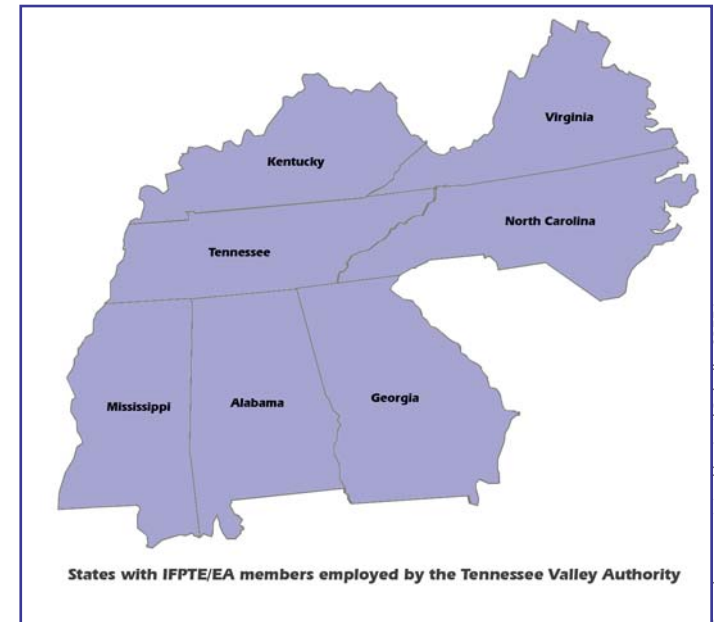 Virginia
Kentucky
North Carolina
Tennessee
Mississippi
Alabama
Georgia
States with IFPTE/EA members employed by the Tennessee Valley Authority